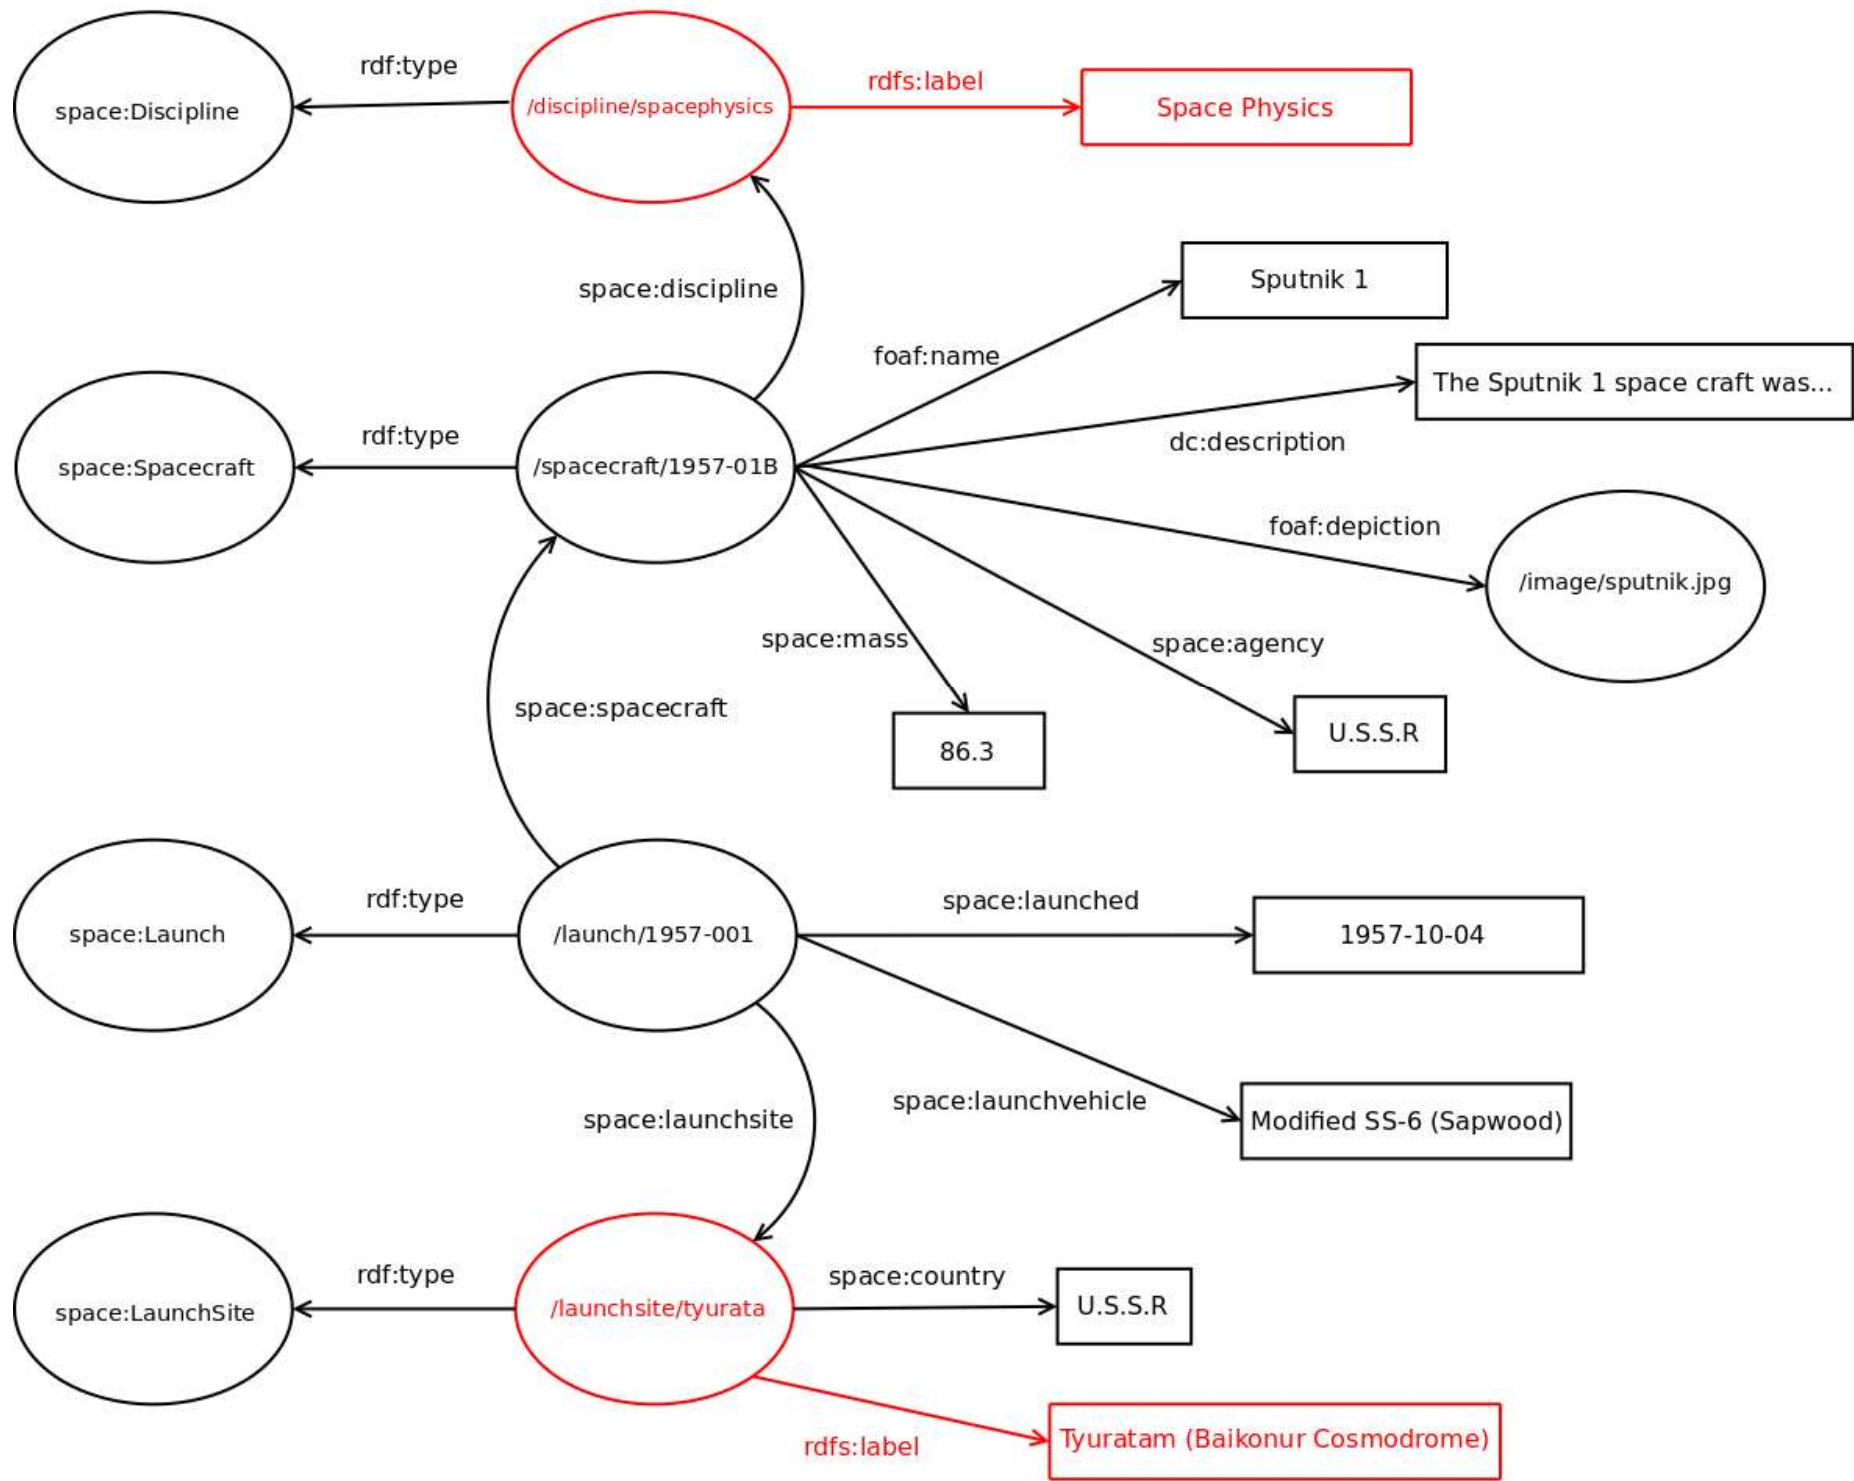 rdf:type
rdfs:label
space:Discipline
/discipline/spacephysics
Space Physics
space:discipline
Sputnik 1
foaf:name
The Sputnik 1 space craft was...
rdf:type
dc:description
space:Spacecraft
/spacecraft/1957-01B
foaf:depiction
/image/sputnik.jpg
space:mass
space:agency
space:spacecraft
86.3
U.S.S.R
rdf:type
space:launched
space:Launch
/launch/1957-001
1957-10-04
space:launchsite
space:launchvehicle
Modified SS-6 (Sapwood)
rdf:type
space:country
space:LaunchSite
/launchsite/tyurata
U.S.S.R
rdfs:label
Tyuratam (Baikonur Cosmodrome)